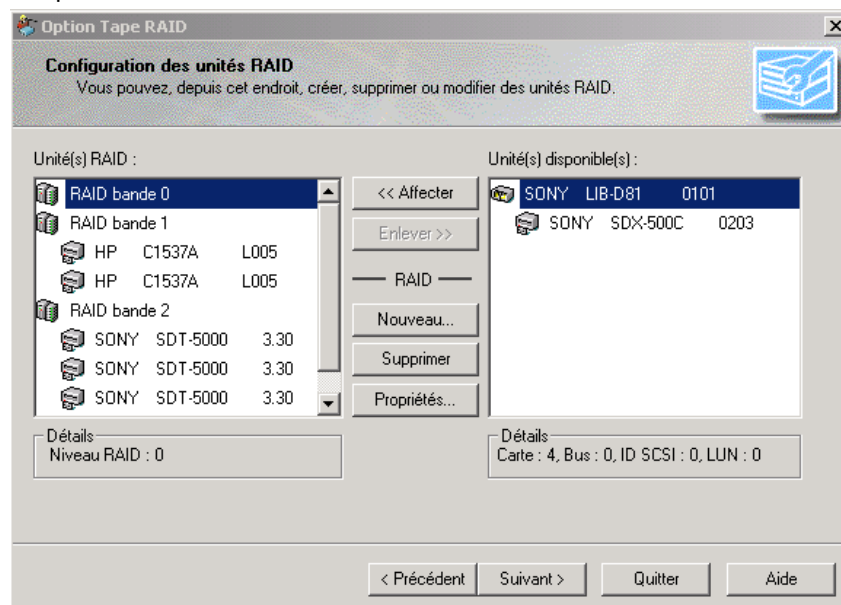 Option Tape RAID
Configuration des unités RAID
Vous pouvez, depuis cet endroit, créer, supprimer ou modifier des unités RAID.
Unité(s) RAID :
RAID bande 0
RAID bande 1
HP C1537A L005
HP C1537A L005
RAID bande 2
SONY SDT-5000 3.30
SONY SDT-5000 3.30
SONY SDT-5000 3.30
Détails
Niveau RAID : 0
<< Affecter
Enlever >>
RAID
Nouveau...
Supprimer
Propriétés...
Unité(s) disponible(s) :
SONY LIB-D81 0101
SONY SDX-500C 0203
Détails
Carte : 4, Bus : 0, ID SCSI : 0, LUN : 0
< Précédent
Suivant >
Quitter
Aide